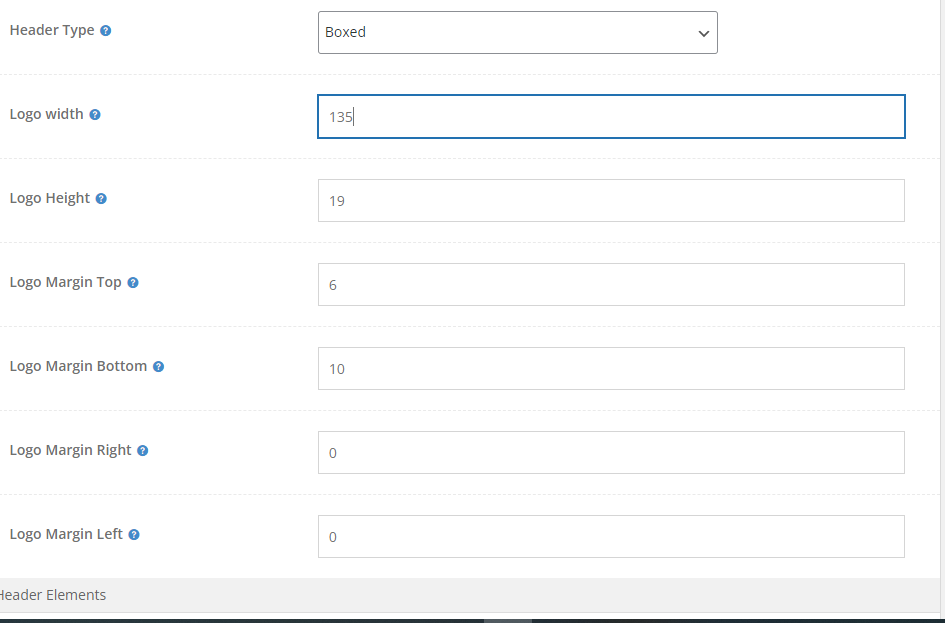 Header Type ?
Boxed
Logo width ?
135
Logo Height ?
19
Logo Margin Top ?
6
Logo Margin Bottom ?
10
Logo Margin Right ?
0
Logo Margin Left ?
0
Header Elements